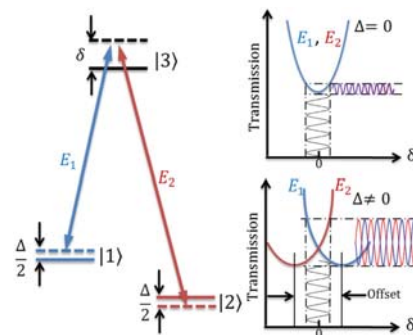 δ
|3⟩
E₁
E₂
Δ/2
|1⟩
Δ/2
|2⟩
Transmission
E₁, E₂
Δ= 0
0
δ
Transmission
E₁
E₂
Δ≠ 0
Offset
0
δ